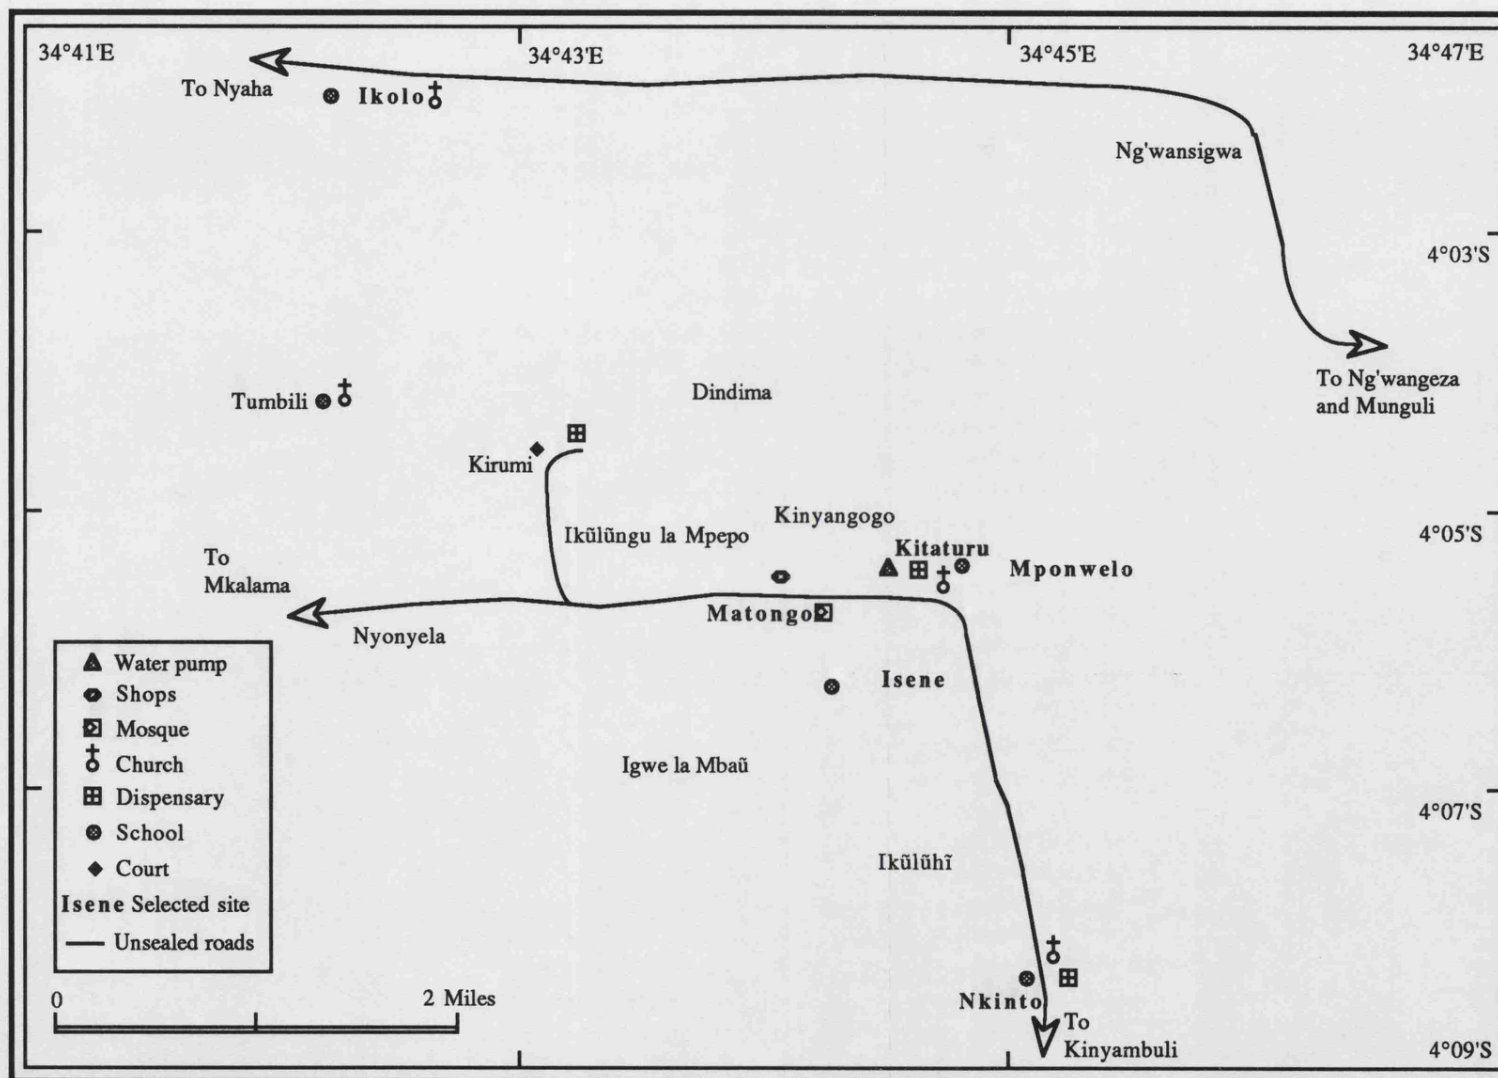 34°41'E
34°43'E
34°45'E
34°47'E
To Nyaha
Ikolo
Ng'wansigwa
4°03'S
To Ng'wangeza
and Munguli
Dindima
Tumbili
Kirumi
Kinyangogo
Ikũlũngu la Mpepo
4°05'S
Kitaturu
Mponwelo
To
Mkalama
Matongo
Nyonyela
Isene
Water pump
Shops
Mosque
Church
Dispensary
School
Court
Isene Selected site
Unsealed roads
Igwe la Mbaũ
4°07'S
Ikũlũhĩ
0
2 Miles
Nkinto
To
Kinyambuli
4°09'S